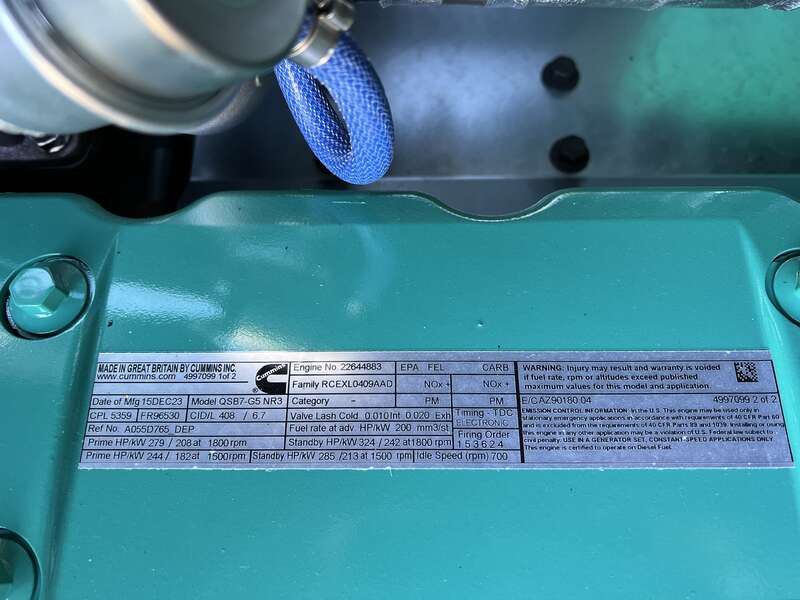 MADE IN GREAT BRITAIN BY CUMMINS INC.
www.cummins.com 4997099 1 of 2
Cummins ®
Date of Mfg 15DEC23 Model QSB7-G5 NR3
CPL 5359 FR96530 CID/L 408 / 6.7
Ref No. A055D765 DEP
Prime HP/kW 279 / 208 at 1800rpm
Prime HP/kW 244 / 182 at 1500rpm
Engine No. 22644883
Family RCEXL0409AAD
Category -
Valve Lash Cold 0.010 Int 0.020 Exh
Fuel rate at adv. HP/kW 200 mm3/st
Standby HP/kW 324 / 242 at 1800 rpm
Standby HP/kW 285 /213 at 1500 rpm
Idle Speed (rpm) 700
EPA FEL CARB
NOx + NOx +
PM PM
Timing - TDC
ELECTRONIC
Firing Order
1 5 3 6 2 4
WARNING: Injury may result and warranty is voided
if fuel rate, rpm or altitudes exceed published
maximum values for this model and application.
E/CAZ90180.04 4997099 2 of 2
EMISSION CONTROL INFORMATION: In the U.S. This engine may be used only in
stationary emergency applications in accordance with requirements of 40 CFR Part 60
and is excluded from the requirements of 40 CFR Parts 89 and 1039. Installing or using
this engine in any other application may be a violation of U.S. Federal law subject to
civil penalty. USE IN A GENERATOR SET, CONSTANT SPEED APPLICATIONS ONLY
This engine is certified to operate on Diesel Fuel.